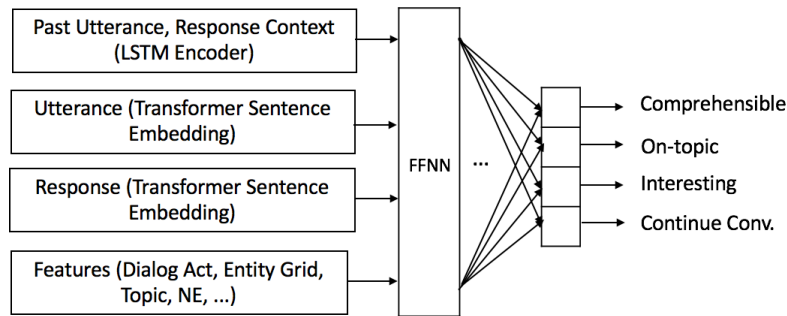 Past Utterance, Response Context
(LSTM Encoder)
Utterance (Transformer Sentence
Embedding)
Response (Transformer Sentence
Embedding)
Features (Dialog Act, Entity Grid,
Topic, NE, ...)
FFNN
...
Comprehensible
On-topic
Interesting
Continue Conv.